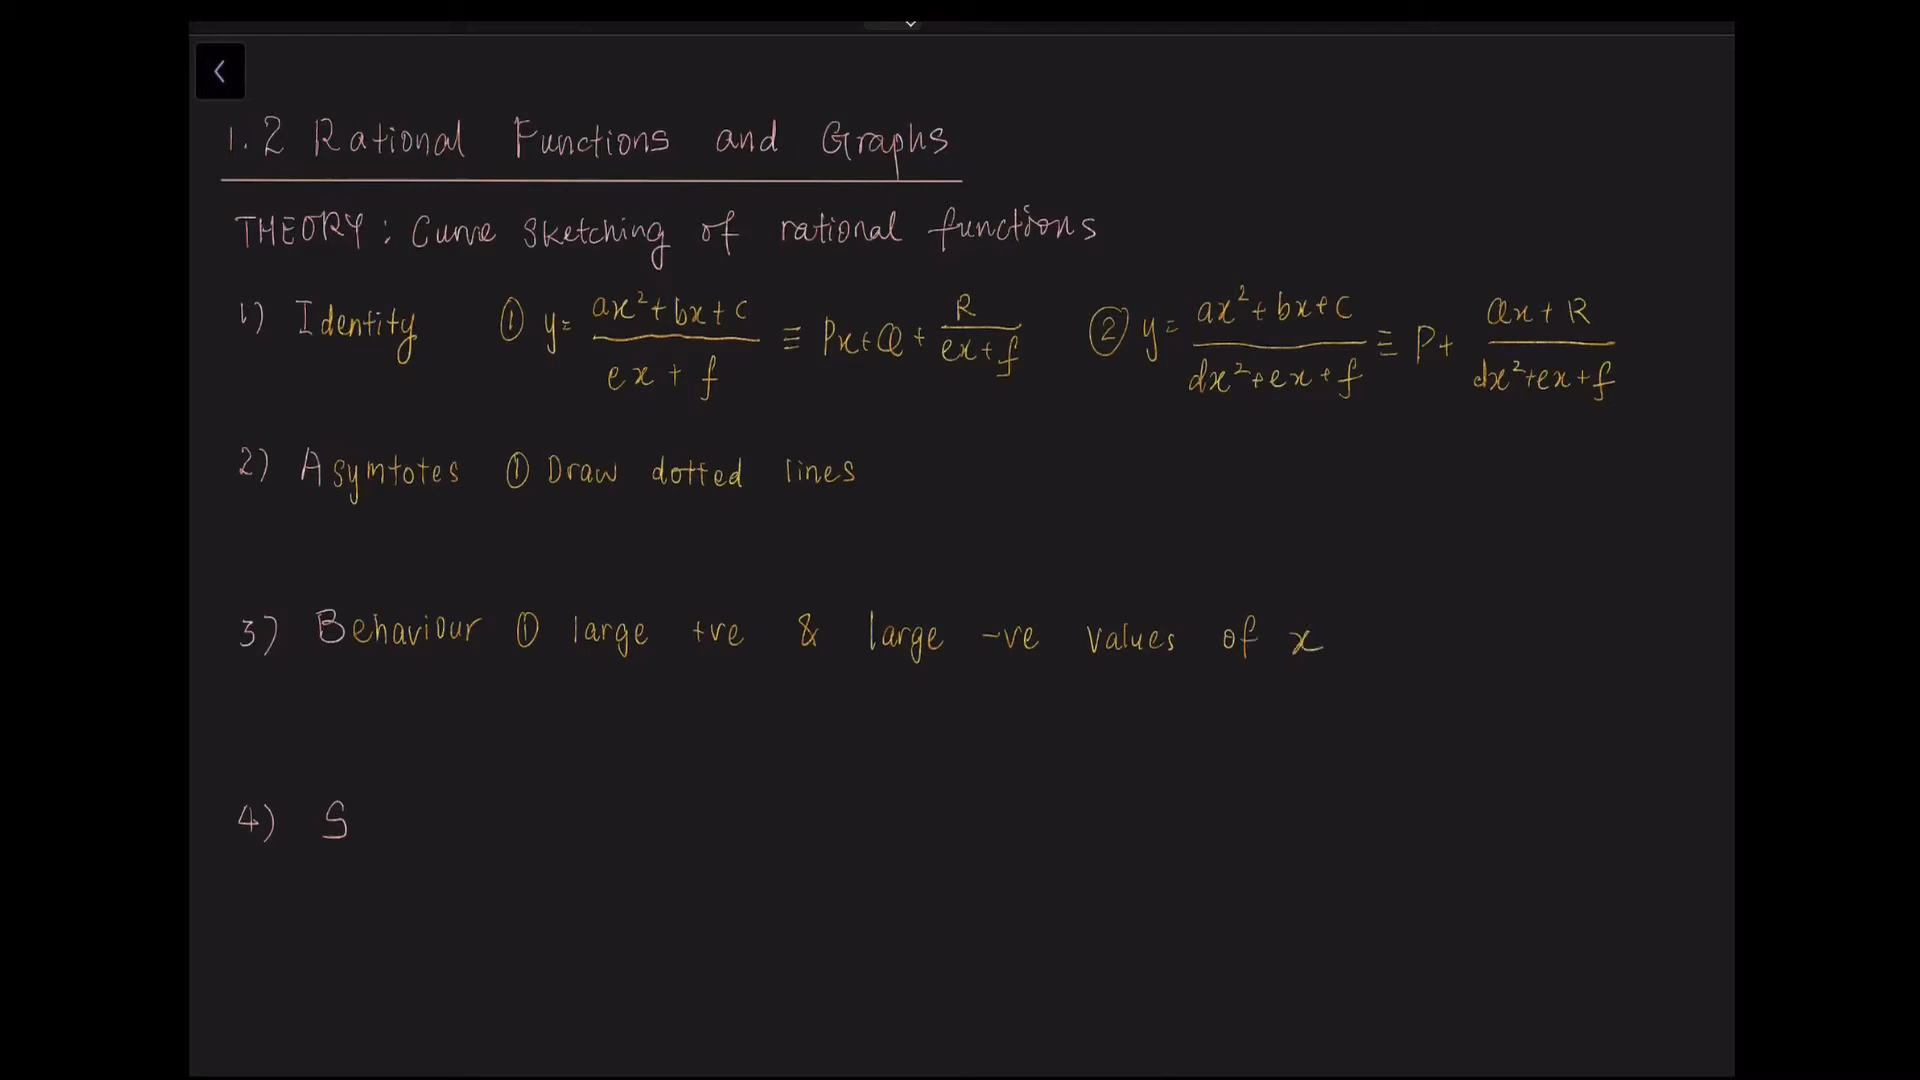 1.2 Rational Functions and Graphs
THEORY: Curve sketching of rational functions
1) Identity ① y= ax²+bx+c / ex+f ≡ Px+Q+ R / ex+f ② y= ax²+bx+c / dx²+ex+f ≡ P+ Qx+R / dx²+ex+f
2) Asymtotes ① Draw dotted lines
3) Behaviour ① large +ve & large -ve values of x
4) S